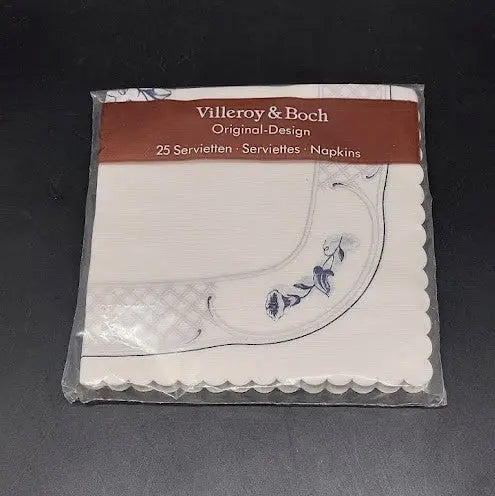 Villeroy & Boch
Original-Design
25 Servietten · Serviettes · Napkins